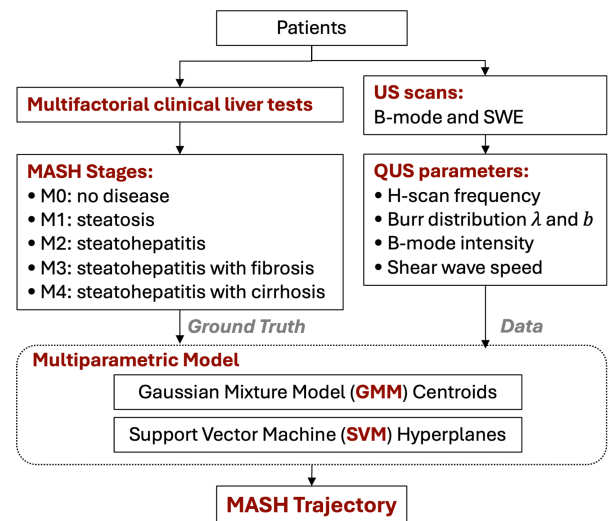 Patients
Multifactorial clinical liver tests
US scans:
B-mode and SWE
MASH Stages:
• M0: no disease
• M1: steatosis
• M2: steatohepatitis
• M3: steatohepatitis with fibrosis
• M4: steatohepatitis with cirrhosis
QUS parameters:
• H-scan frequency
• Burr distribution λ and b
• B-mode intensity
• Shear wave speed
Ground Truth
Data
Multiparametric Model
Gaussian Mixture Model (GMM) Centroids
Support Vector Machine (SVM) Hyperplanes
MASH Trajectory